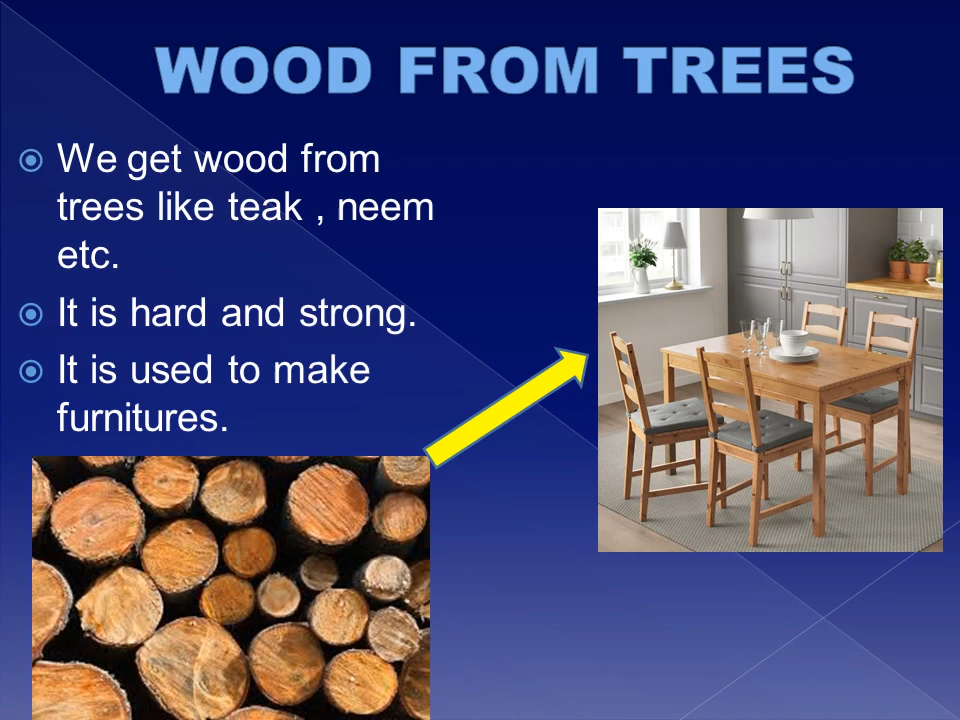 WOOD FROM TREES
We get wood from
trees like teak , neem
etc.
It is hard and strong.
It is used to make
furnitures.